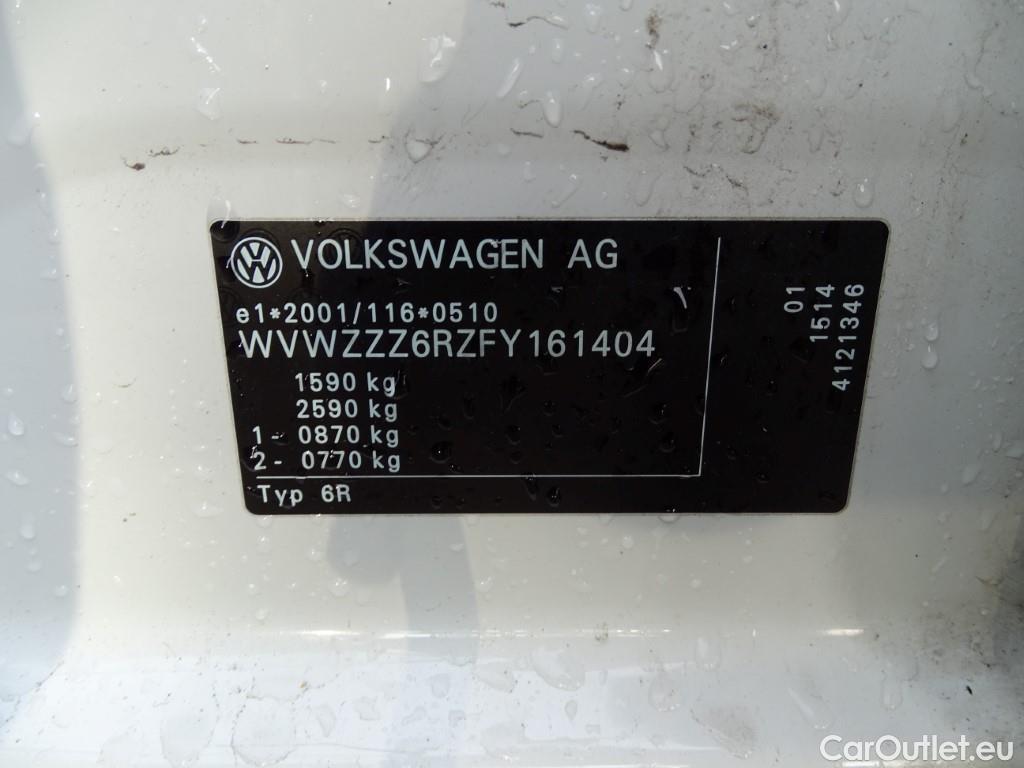 VOLKSWAGEN AG
e1*2001/116*0510
WVWZZZ6RZFY161404
1590 kg
2590 kg
1- 0870 kg
2- 0770 kg
Typ 6R
01
1514
4121346
CarOutlet.eu